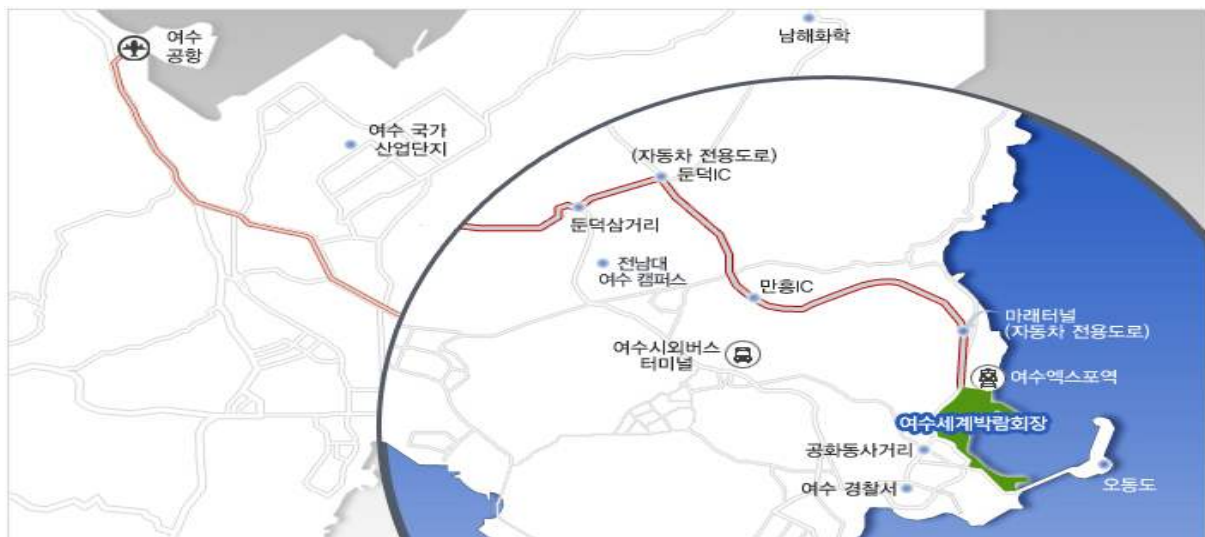 여수
공항
남해화학
여수 국가
산업단지
(자동차 전용도로)
둔덕IC
둔덕삼거리
전남대
여수 캠퍼스
만흥IC
마래터널
(자동차 전용도로)
여수시외버스
터미널
여수엑스포역
여수세계박람회장
공화동사거리
오동도
여수 경찰서